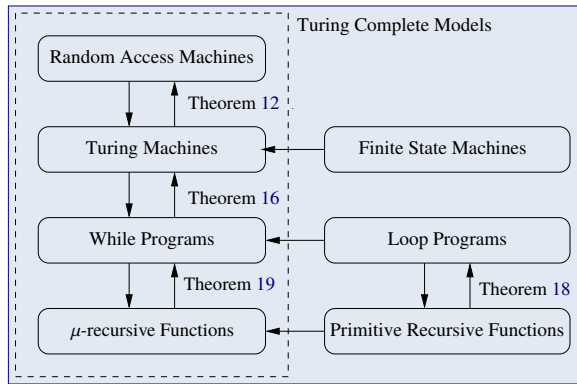 Turing Complete Models
Random Access Machines
Theorem 12
Turing Machines
Finite State Machines
Theorem 16
While Programs
Loop Programs
Theorem 19
Theorem 18
μ-recursive Functions
Primitive Recursive Functions